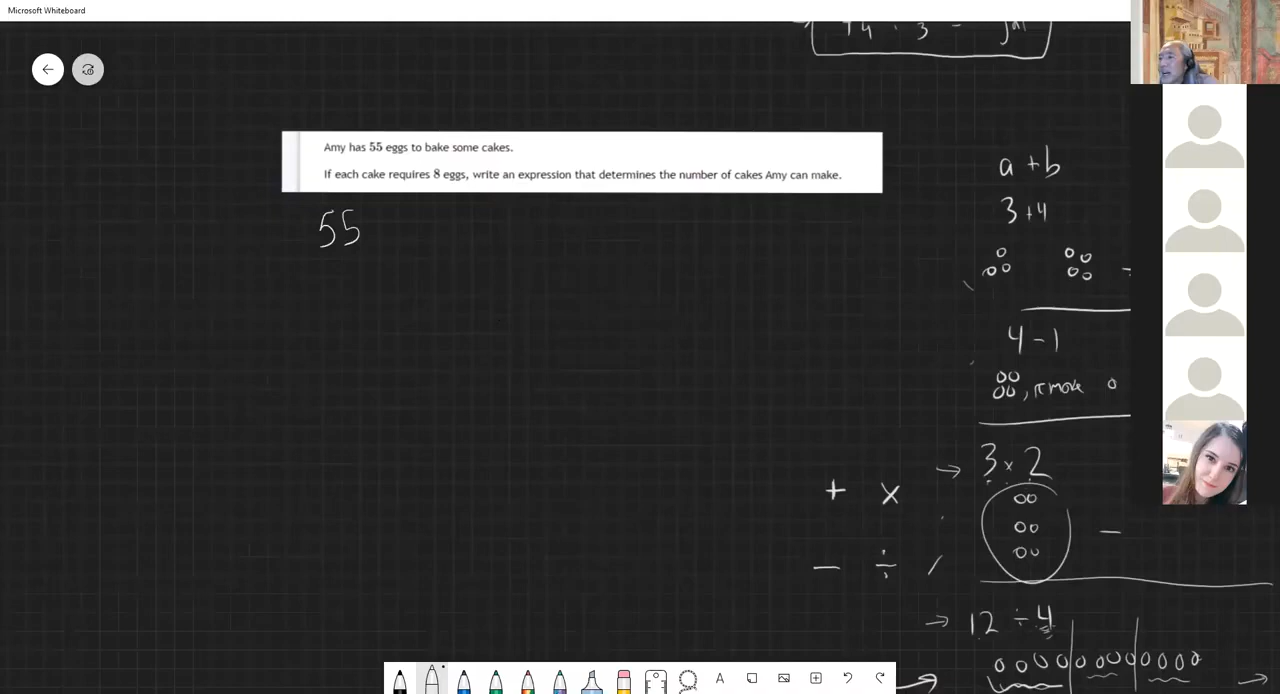 Microsoft Whiteboard
Amy has 55 eggs to bake some cakes.
If each cake requires 8 eggs, write an expression that determines the number of cakes Amy can make.
55
a + b
3 + 4
4 - 1
, remove
3 × 2
+ ×
− ÷ /
12 ÷ 4
A